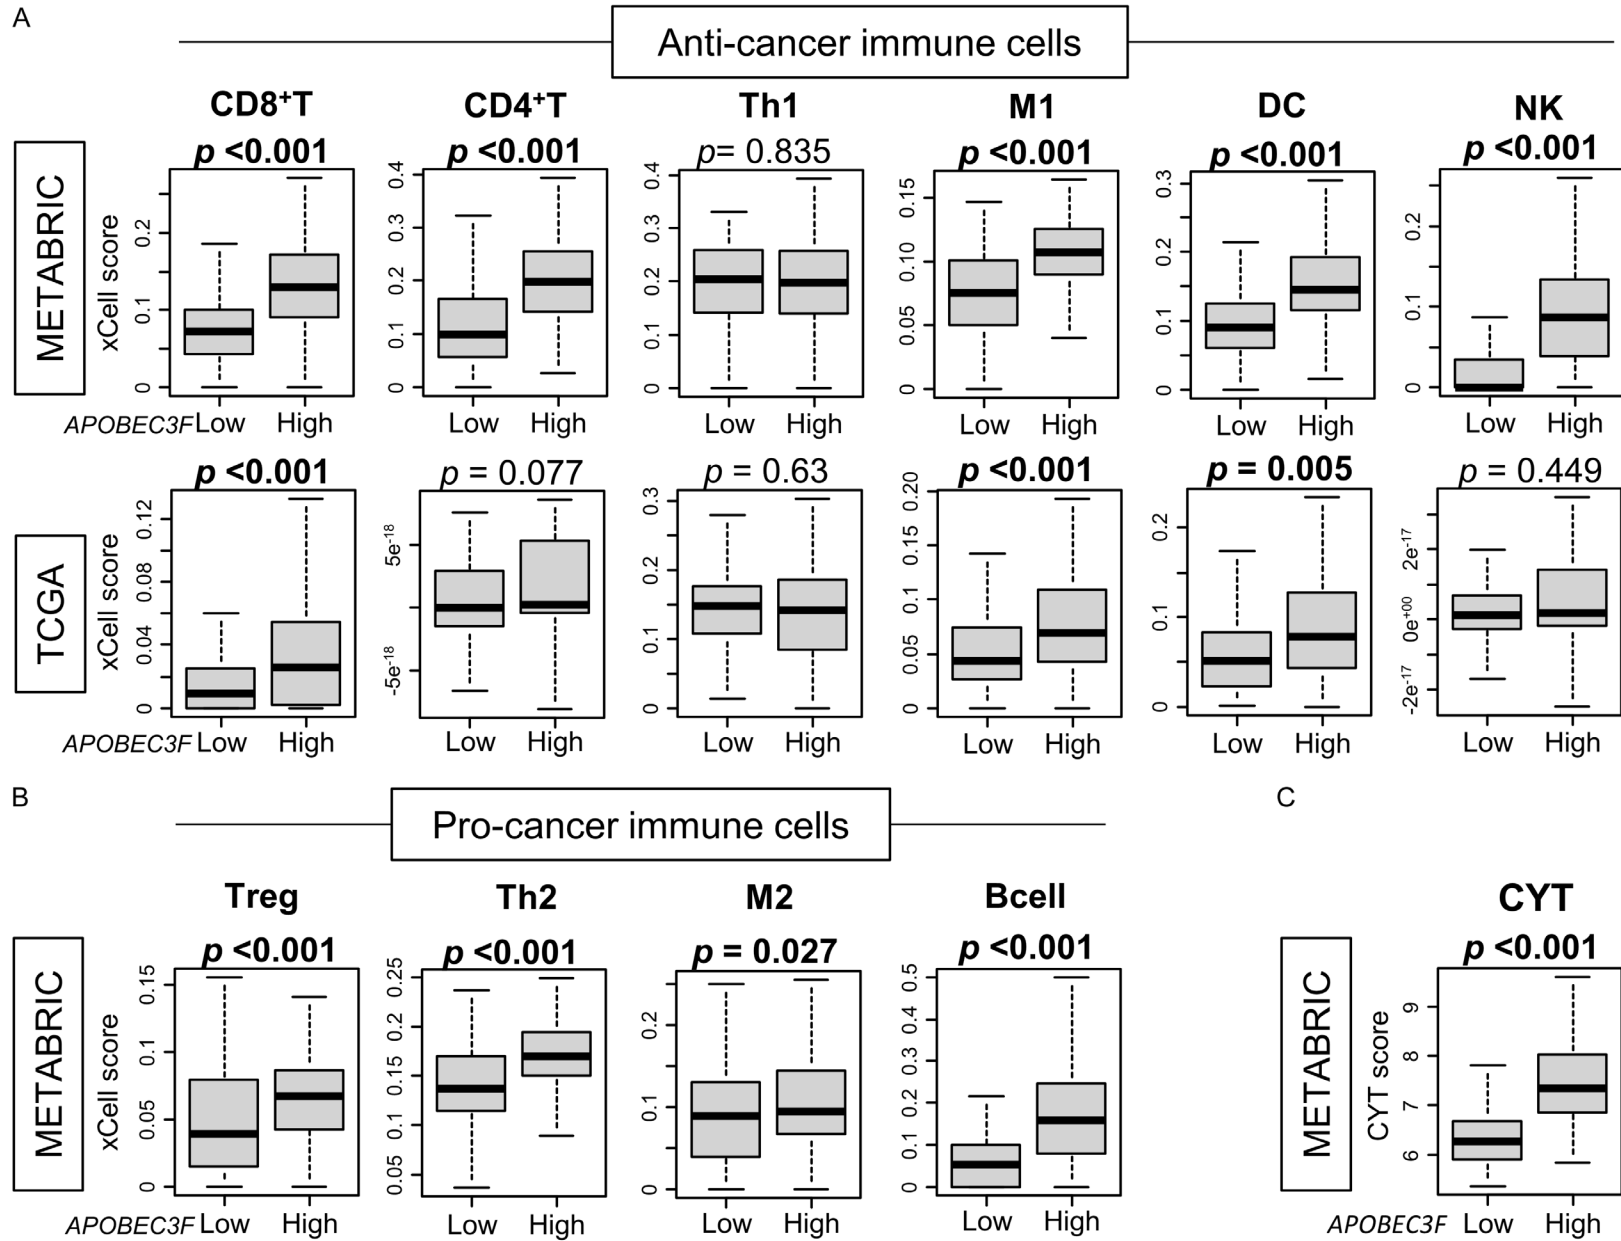 A
Anti-cancer immune cells
CD8⁺T CD4⁺T Th1 M1 DC NK
p <0.001 p <0.001 p= 0.835 p <0.001 p <0.001 p <0.001
METABRIC
xCell score
0 0.1 0.2
0 0.1 0.2 0.3 0.4
0 0.1 0.2 0.3 0.4
0 0.05 0.10 0.15
0 0.1 0.2 0.3
0 0.1 0.2
APOBEC3F Low High Low High Low High Low High Low High Low High
p <0.001 p = 0.077 p = 0.63 p <0.001 p = 0.005 p = 0.449
TCGA
xCell score
0 0.04 0.08 0.12
-5e-18 5e-18
0 0.1 0.2 0.3
0 0.05 0.1 0.15 0.20
0 0.1 0.2
-2e-17 0e+00 2e-17
APOBEC3F Low High Low High Low High Low High Low High Low High
B
Pro-cancer immune cells
Treg Th2 M2 Bcell
p <0.001 p <0.001 p = 0.027 p <0.001
METABRIC
xCell score
0 0.05 0.1 0.15
0.05 0.1 0.15 0.2 0.25
0 0.1 0.2
0 0.1 0.2 0.3 0.4 0.5
APOBEC3F Low High Low High Low High Low High
C
CYT
p <0.001
METABRIC
CYT score
6 7 8 9
APOBEC3F Low High